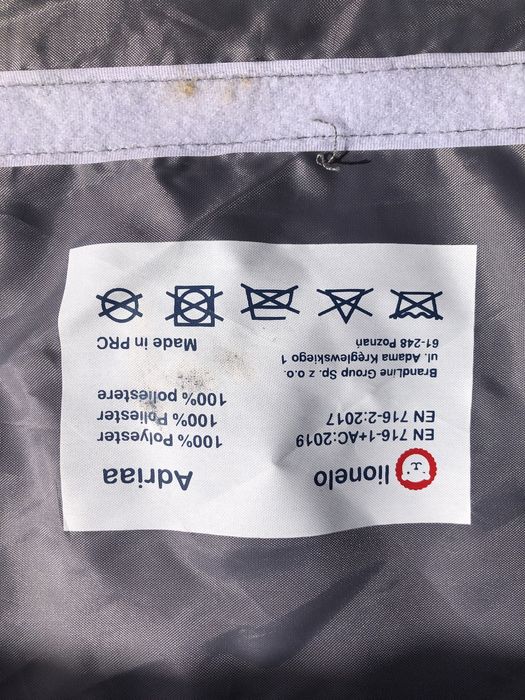 lionelo
Adriaa
EN 716-1+AC:2019
EN 716-2:2017
100% Polyester
100% Poliester
100% poliestere
BrandLine Group Sp. z o.o.
ul. Adama Kręglewskiego 1
61-248 Poznań
Made in PRC